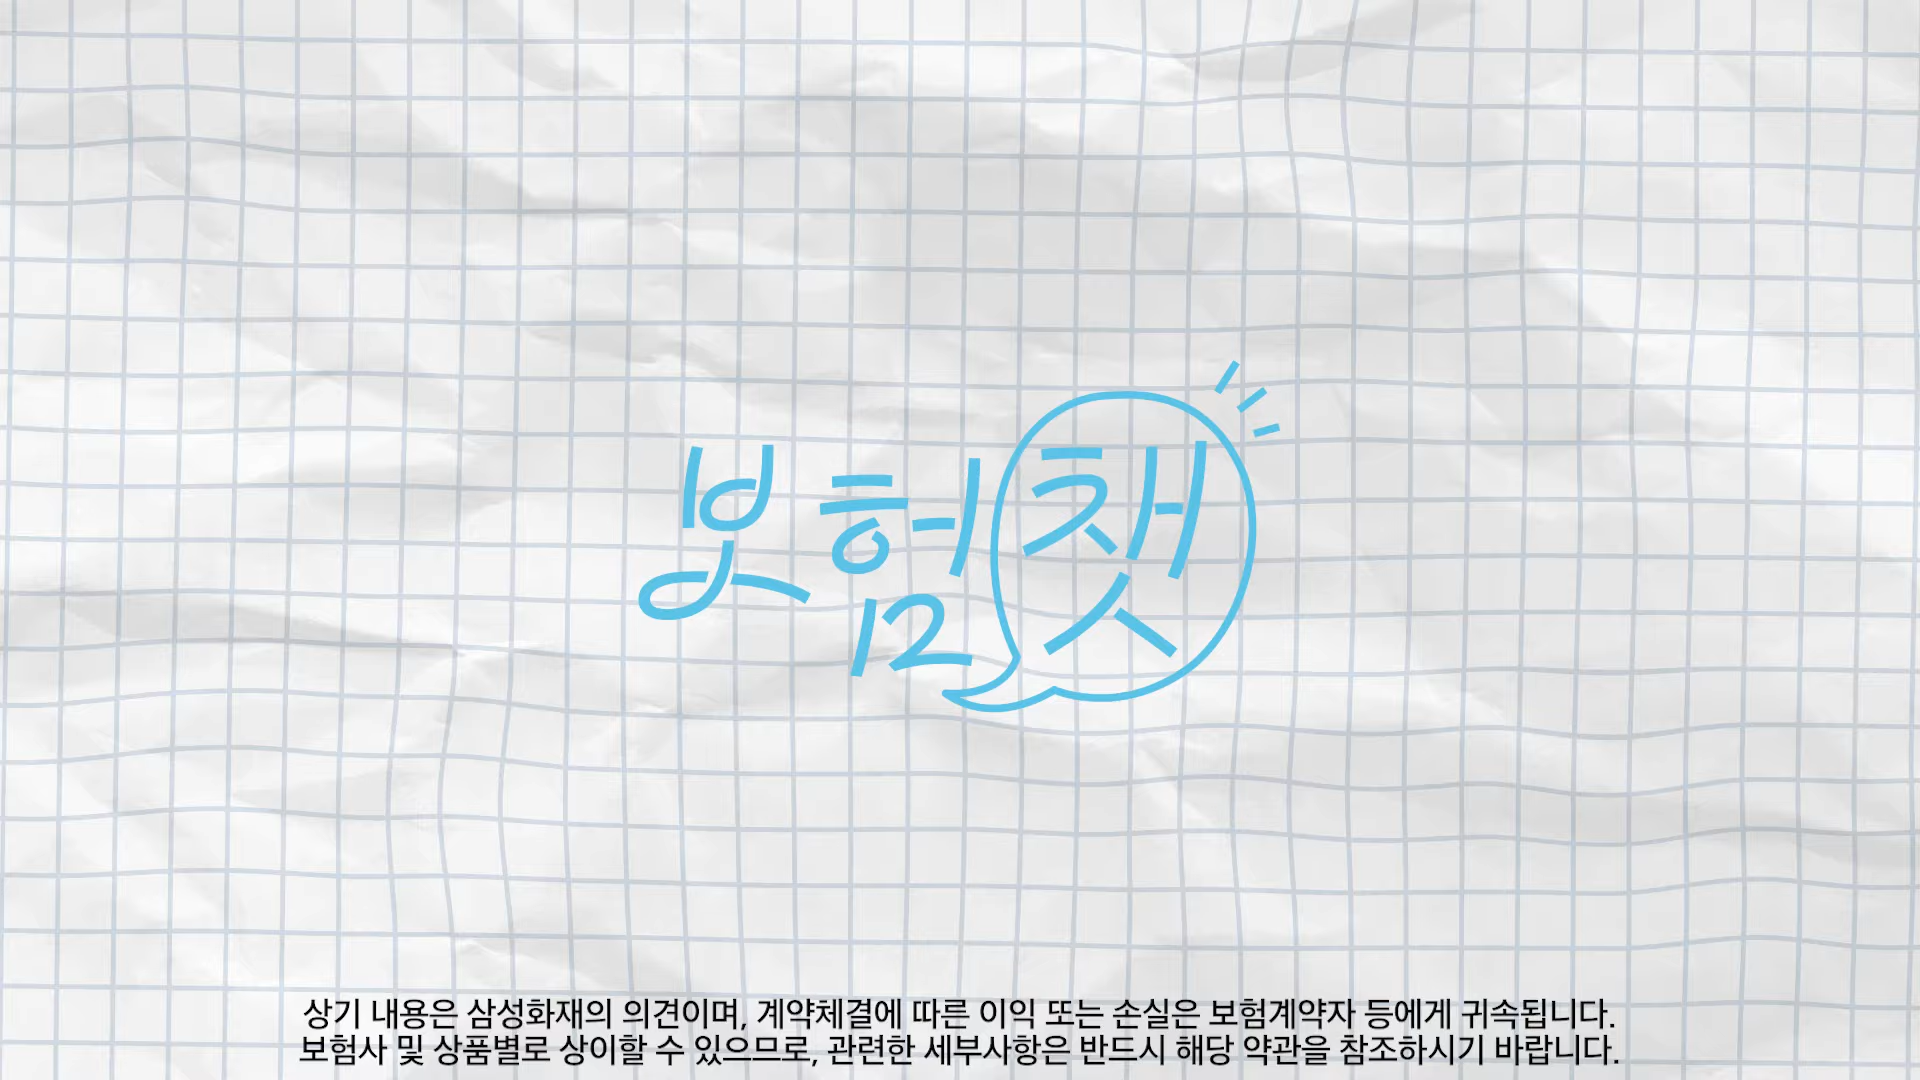 보험챗
상기 내용은 삼성화재의 의견이며, 계약체결에 따른 이익 또는 손실은 보험계약자 등에게 귀속됩니다.
보험사 및 상품별로 상이할 수 있으므로, 관련한 세부사항은 반드시 해당 약관을 참조하시기 바랍니다.